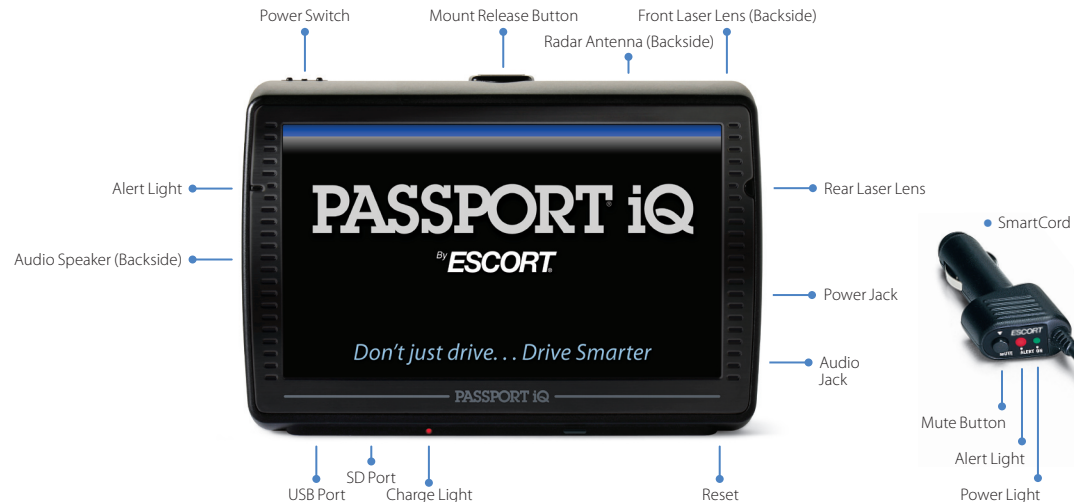 Power Switch
Mount Release Button
Front Laser Lens (Backside)
Radar Antenna (Backside)
Alert Light
Rear Laser Lens
PASSPORT® iQ
By ESCORT®
SmartCord
Audio Speaker (Backside)
Power Jack
ESCORT
MUTE
ALERT
ON
Don't just drive. . . Drive Smarter
Audio
Jack
PASSPORT iQ
Mute Button
Alert Light
SD Port
USB Port
Charge Light
Reset
Power Light